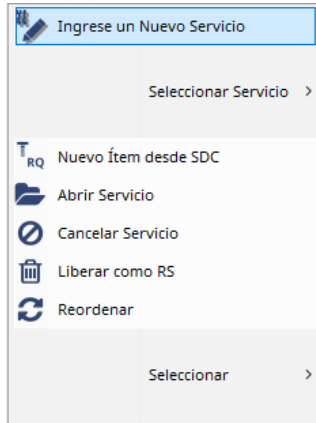 Ingrese un Nuevo Servicio
Seleccionar Servicio
T RQ Nuevo Ítem desde SDC
Abrir Servicio
Cancelar Servicio
Liberar como RS
Reordenar
Seleccionar